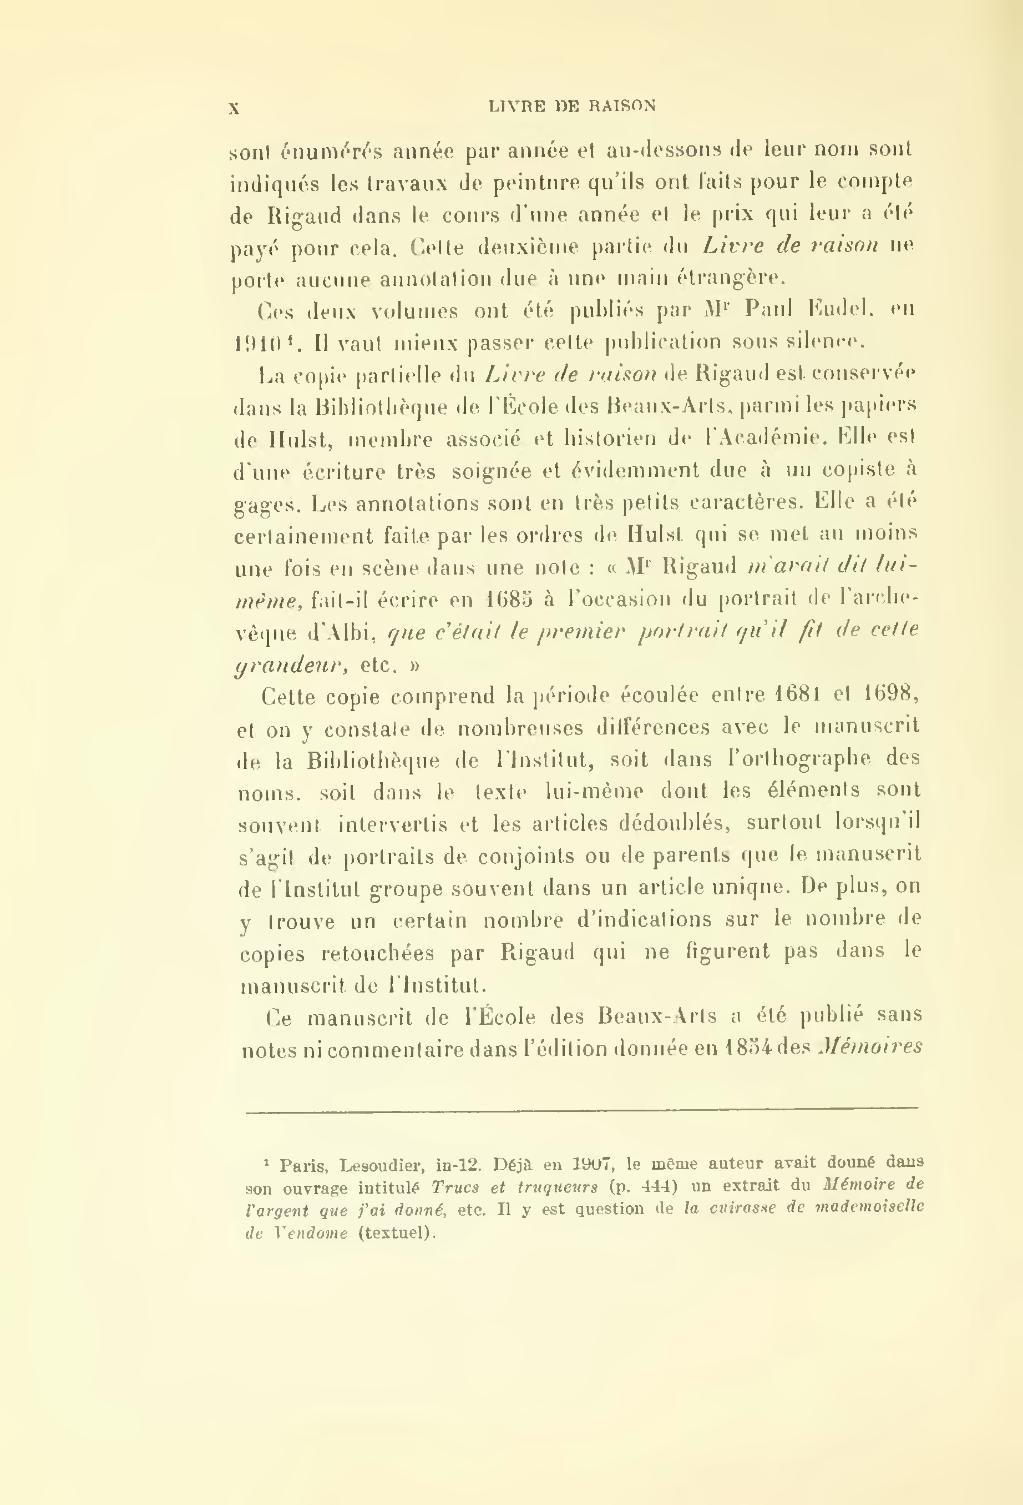 X LIVRE DE RAISON
sont énumérés année par année et au-dessous de leur nom sont
indiqués les travaux de peinture qu'ils ont faits pour le compte
de Rigaud dans le cours d'une année et le prix qui leur a été
payé pour cela. Cette deuxième partie du Livre de raison ne
porte aucune annotation due à une main étrangère.
Ces deux volumes ont été publiés par Mr Paul Eudel, en
1910¹. Il vaut mieux passer cette publication sous silence.
La copie partielle du Livre de raison de Rigaud est conservée
dans la Bibliothèque de l'École des Beaux-Arts, parmi les papiers
de Hulst, membre associé et historien de l'Académie. Elle est
d'une écriture très soignée et évidemment due à un copiste à
gages. Les annotations sont en très petits caractères. Elle a été
certainement faite par les ordres de Hulst qui se met au moins
une fois en scène dans une note : « Mr Rigaud m'avait dit lui-
même, fait-il écrire en 1685 à l'occasion du portrait de l'arche-
vêque d'Albi, que c'était le premier portrait qu'il fit de cette
grandeur, etc. »
Cette copie comprend la période écoulée entre 1681 et 1698,
et on y constate de nombreuses différences avec le manuscrit
de la Bibliothèque de l'Institut, soit dans l'orthographe des
noms, soit dans le texte lui-même dont les éléments sont
souvent intervertis et les articles dédoublés, surtout lorsqu'il
s'agit de portraits de conjoints ou de parents que le manuscrit
de l'Institut groupe souvent dans un article unique. De plus, on
y trouve un certain nombre d'indications sur le nombre de
copies retouchées par Rigaud qui ne figurent pas dans le
manuscrit de l'Institut.
Ce manuscrit de l'École des Beaux-Arts a été publié sans
notes ni commentaire dans l'édition donnée en 1854 des Mémoires
¹ Paris, Lesoudier, in-12. Déjà en 1907, le même auteur avait donné dans
son ouvrage intitulé Trucs et truqueurs (p. 444) un extrait du Mémoire de
l'argent que j'ai donné, etc. Il y est question de la cuirasse de mademoiselle
de Vendome (textuel).